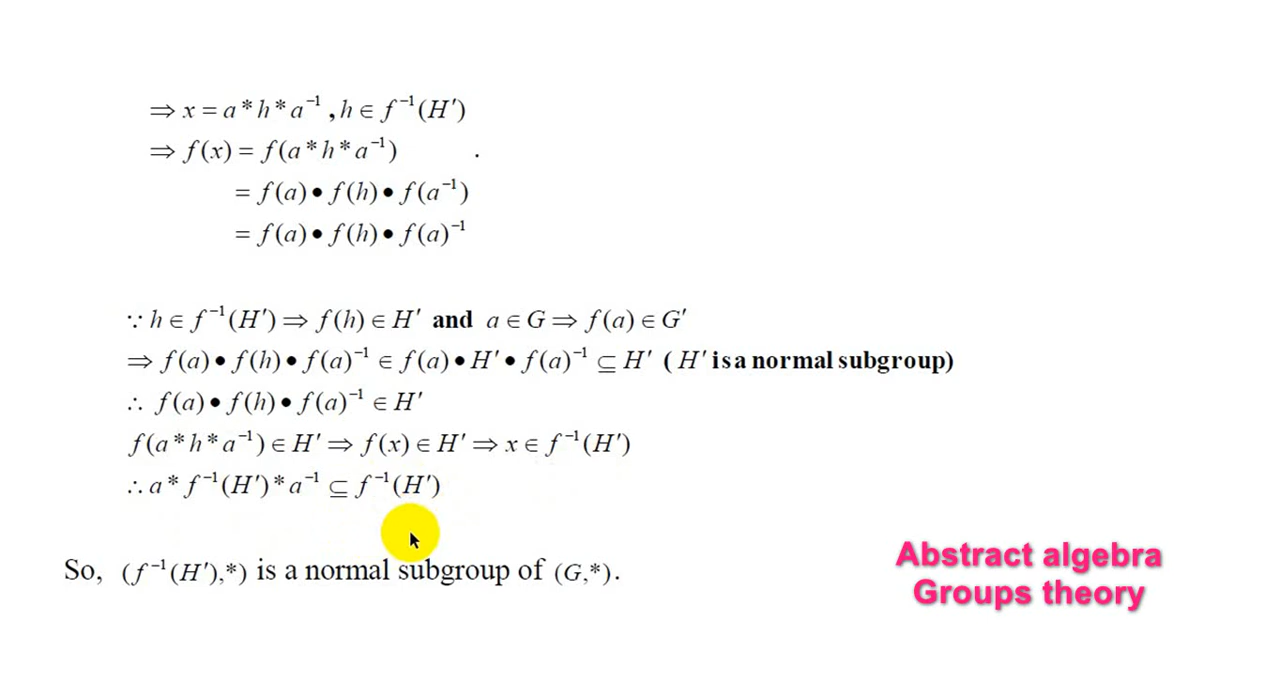 ⇒ x = a * h * a⁻¹ , h ∈ f⁻¹(H′)
⇒ f(x) = f(a * h * a⁻¹) .
= f(a) • f(h) • f(a⁻¹)
= f(a) • f(h) • f(a)⁻¹
∵ h ∈ f⁻¹(H′) ⇒ f(h) ∈ H′ and a ∈ G ⇒ f(a) ∈ G′
⇒ f(a) • f(h) • f(a)⁻¹ ∈ f(a) • H′ • f(a)⁻¹ ⊆ H′ ( H′ is a normal subgroup)
∴ f(a) • f(h) • f(a)⁻¹ ∈ H′
f(a * h * a⁻¹) ∈ H′ ⇒ f(x) ∈ H′ ⇒ x ∈ f⁻¹(H′)
∴ a * f⁻¹(H′) * a⁻¹ ⊆ f⁻¹(H′)
So, (f⁻¹(H′),*) is a normal subgroup of (G,*).
Abstract algebra
Groups theory